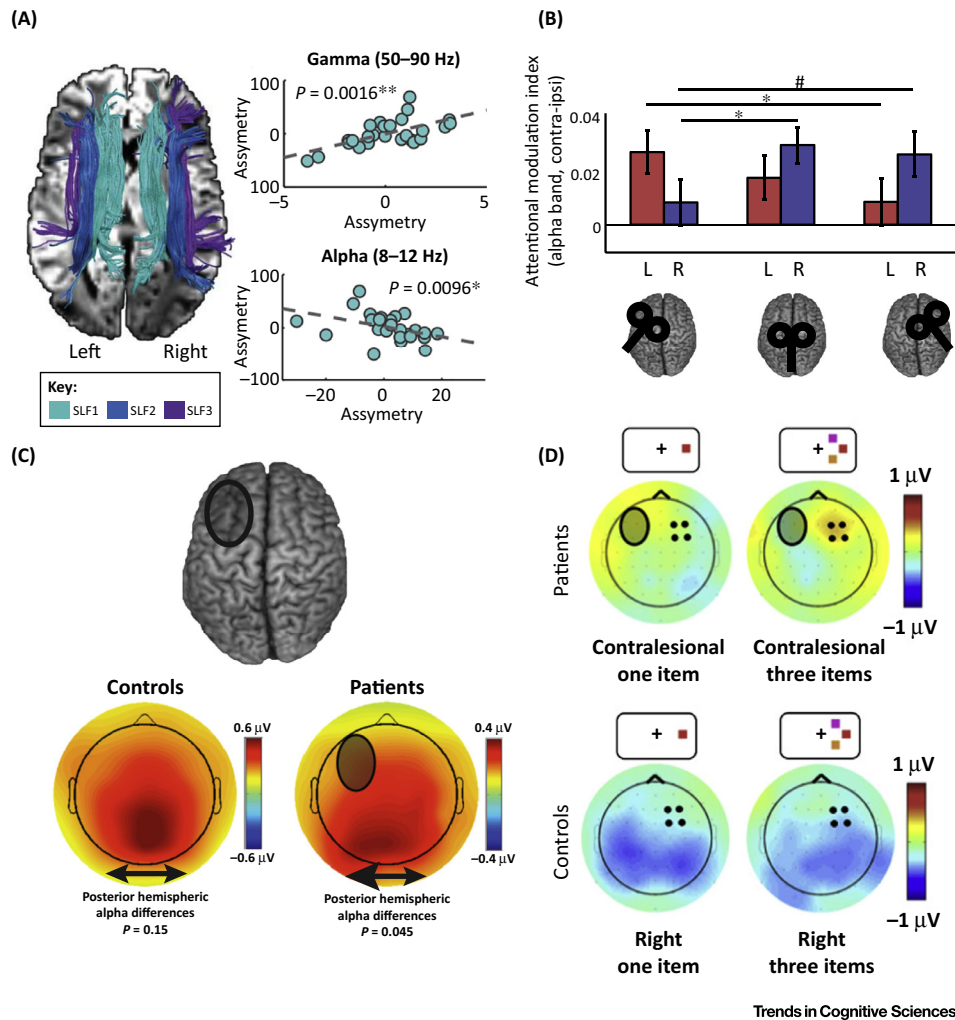 (A)
Gamma (50–90 Hz)
100
P = 0.0016**
Assymetry
0
100
−5
0
5
Assymetry
Alpha (8–12 Hz)
100
P = 0.0096*
Assymetry
0
−100
−20
0
20
Assymetry
Left
Right
Key:
SLF1
SLF2
SLF3
(B)
Attentional modulation index
(alpha band, contra-ipsi)
0.04
0.02
0
#
*
*
L R
L R
L R
(C)
Controls
Patients
0.6 µV
−0.6 µV
0.4 µV
−0.4 µV
Posterior hemispheric
alpha differences
P = 0.15
Posterior hemispheric
alpha differences
P = 0.045
(D)
+
+
Patients
1 µV
−1 µV
Contralesional
one item
Contralesional
three items
+
+
Controls
1 µV
−1 µV
Right
one item
Right
three items
Trends in Cognitive Sciences